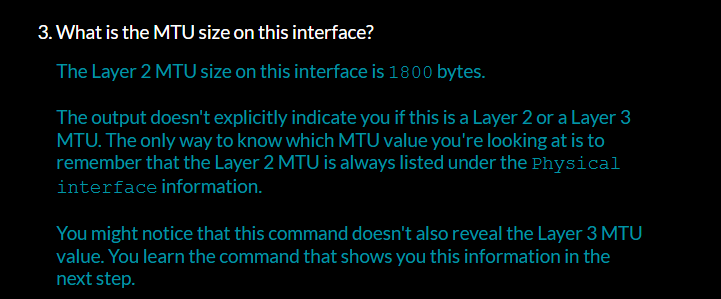 3. What is the MTU size on this interface?
The Layer 2 MTU size on this interface is 1800 bytes.
The output doesn't explicitly indicate you if this is a Layer 2 or a Layer 3
MTU. The only way to know which MTU value you're looking at is to
remember that the Layer 2 MTU is always listed under the Physical
interface information.
You might notice that this command doesn't also reveal the Layer 3 MTU
value. You learn the command that shows you this information in the
next step.